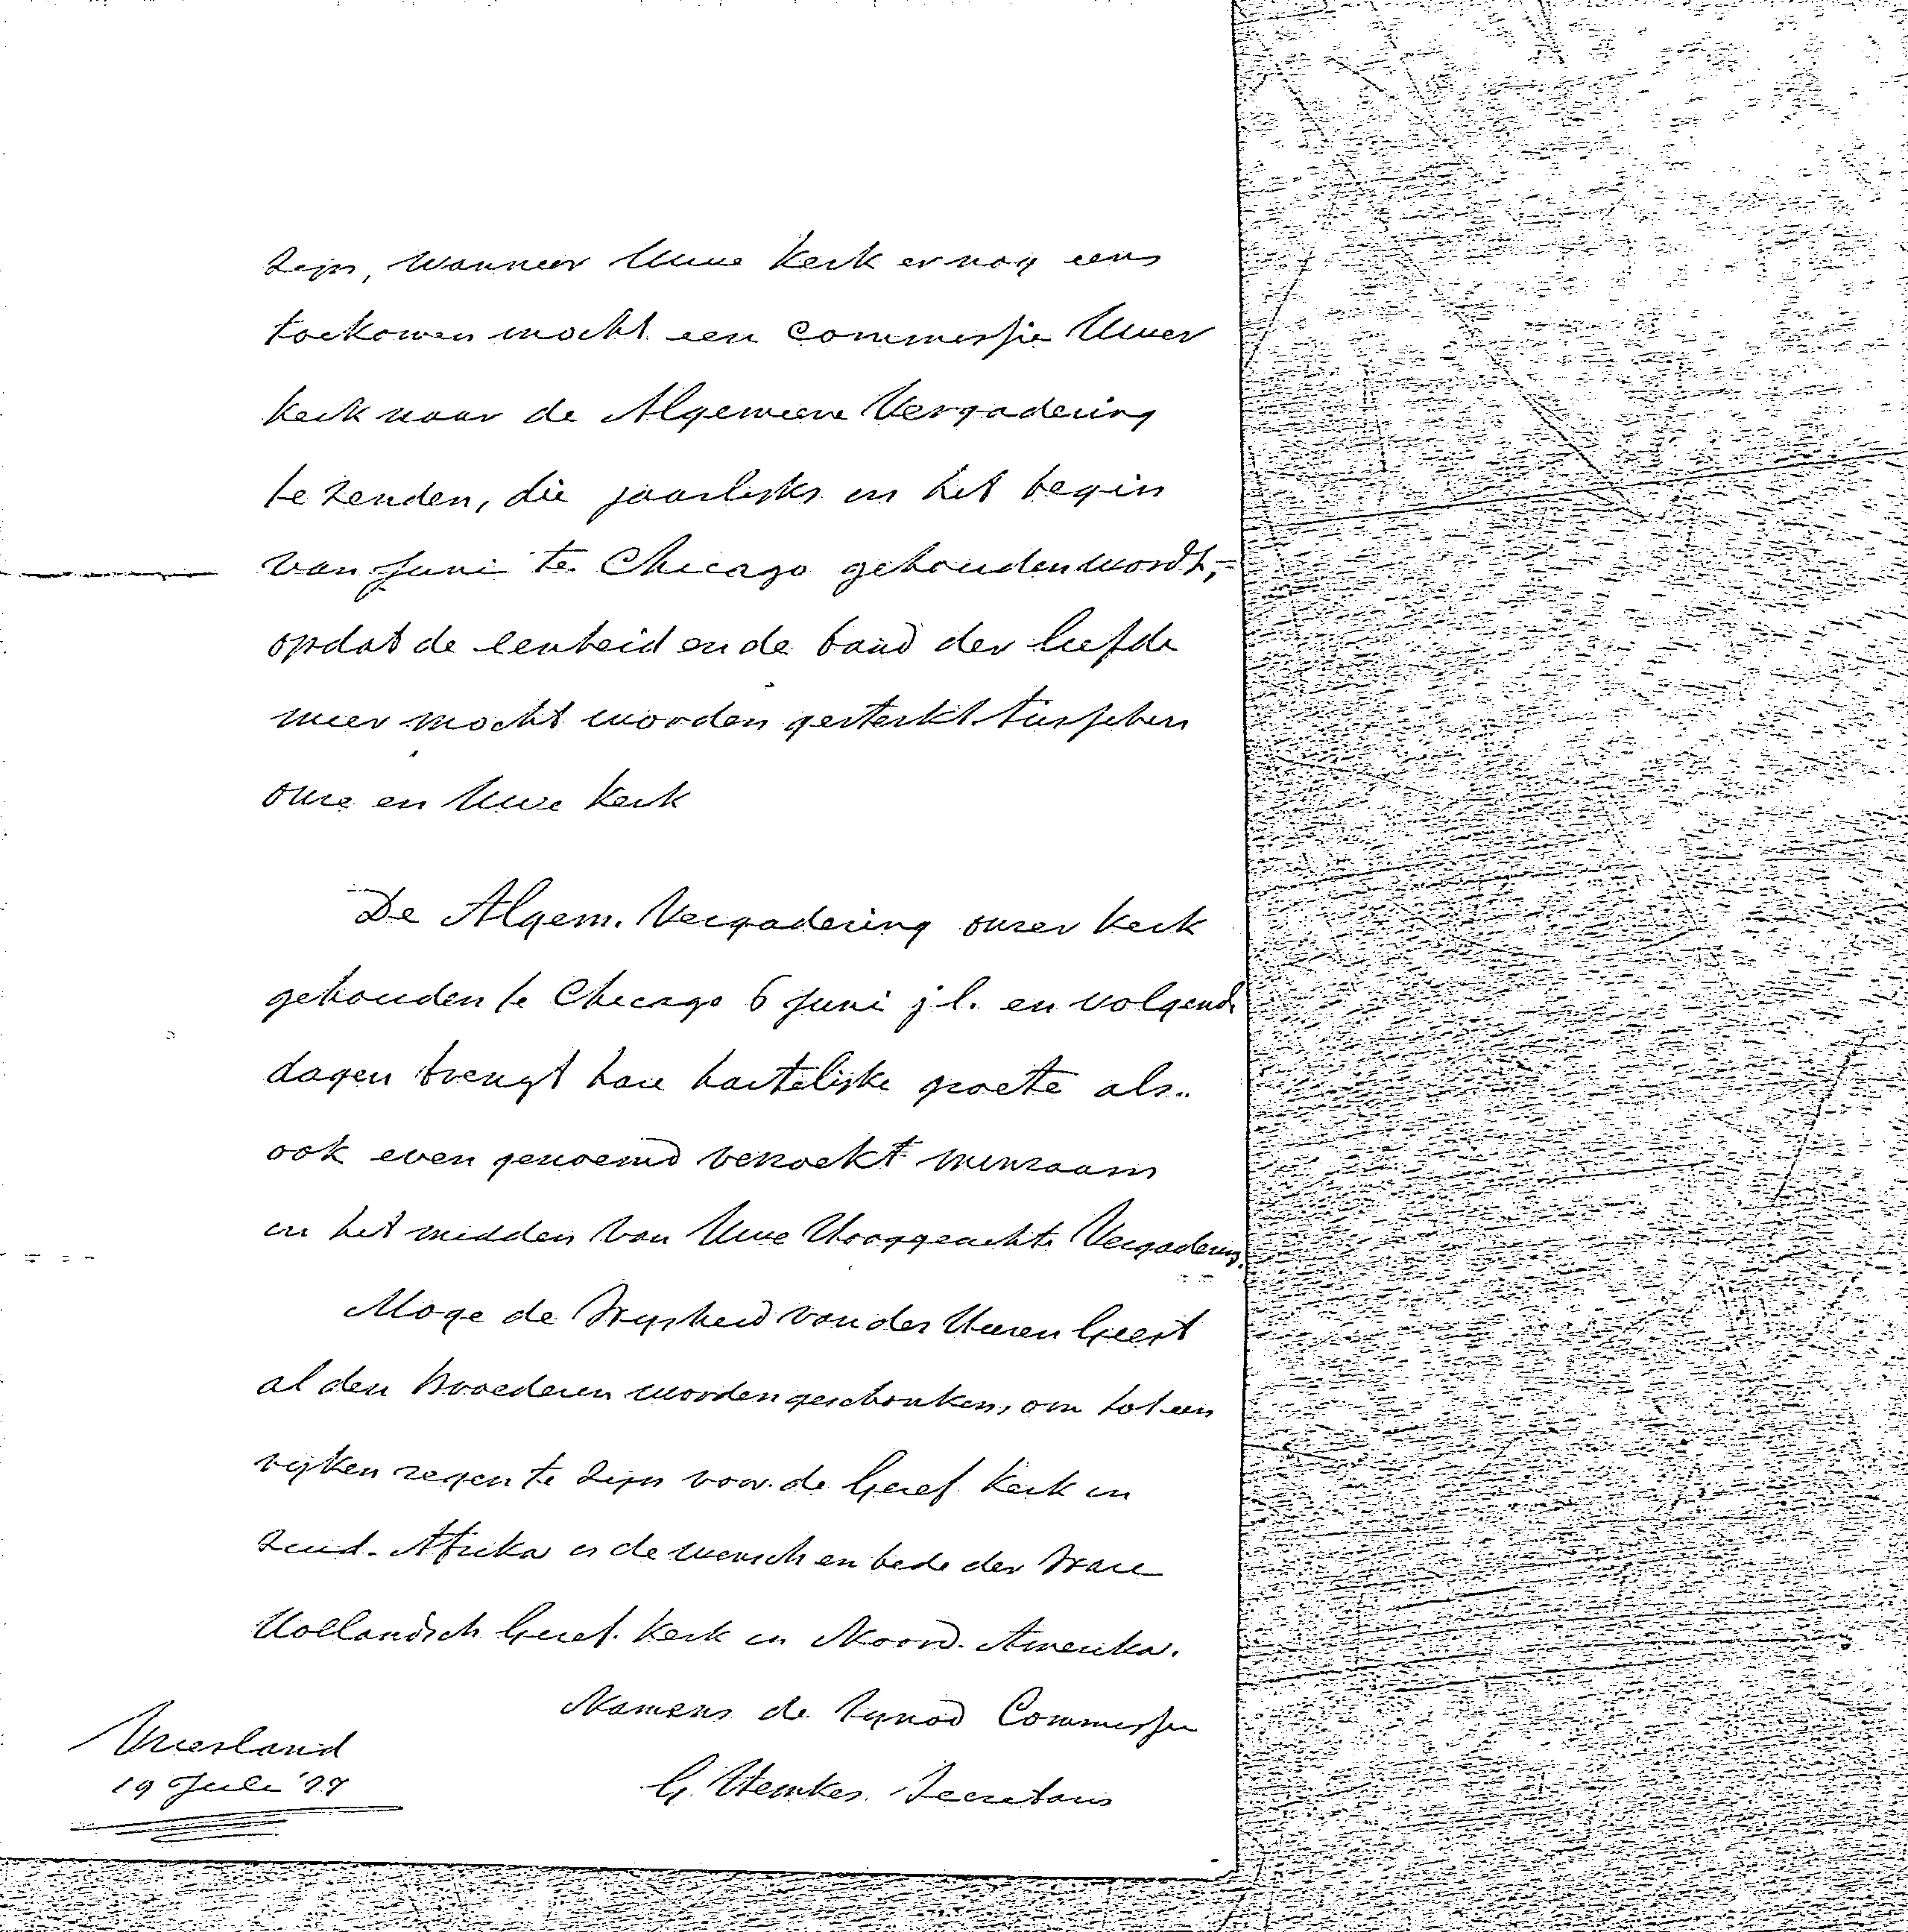 zijn, wanneer Uwe Kerk er nog eens
toekomen mocht een Commissie Uwer
Kerk naar de Algemeene Vergadering
te zenden, die jaarlijks in het begin
van Juni te Chicago gehouden wordt,
opdat de eenheid en de band der liefde
meer mocht worden gesterkt tusschen
onze en Uwe Kerk
De Algem. Vergadering onzer Kerk
gehouden te Chicago 6 Juni jl. en volgende
dagen brengt hare hartelijke groete als..
ook even genoemd verzoekt minzaam
in het midden van Uwe Hooggeachte Vergadering.
Moge de Wijsheid van des Heeren Geest
al den Broederen worden geschonken, om tot een
rijken zegen te zijn voor de Geref. Kerk in
Zuid-Afrika is de wensch en bede der Ware
Hollandsch Geref. Kerk in Noord-Amerika.
Namens de Synod Commissie
G. Hemkes. Secretaris
Vriesland
19 Juli '77